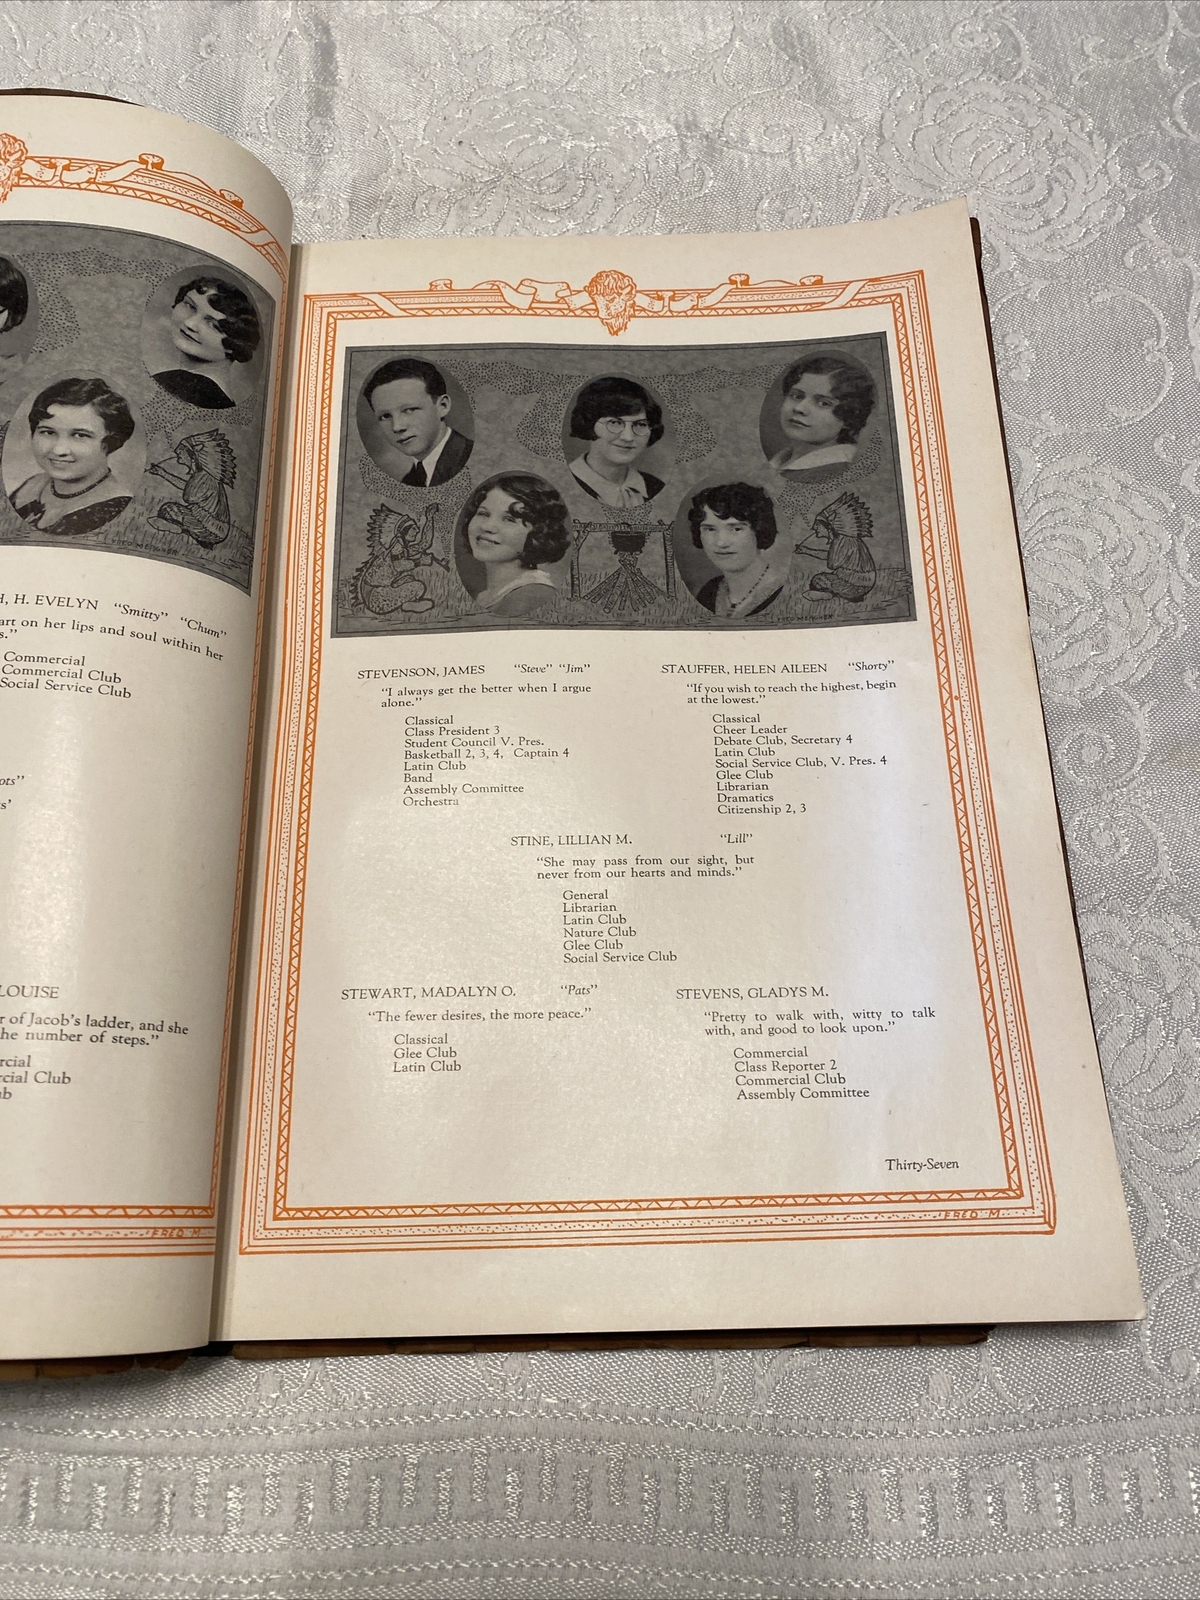 H, H. EVELYN "Smitty" "Chum"
art on her lips and soul within her
s."
Commercial
Commercial Club
Social Service Club
ots"
s'
LOUISE
r of Jacob's ladder, and she
he number of steps."
rcial
rcial Club
ub
FRED M
FRED MEAGHER
FRED MEAGHER
STEVENSON, JAMES "Steve" "Jim"
"I always get the better when I argue
alone."
Classical
Class President 3
Student Council V. Pres.
Basketball 2, 3, 4, Captain 4
Latin Club
Band
Assembly Committee
Orchestra
STAUFFER, HELEN AILEEN "Shorty"
"If you wish to reach the highest, begin
at the lowest."
Classical
Cheer Leader
Debate Club, Secretary 4
Latin Club
Social Service Club, V. Pres. 4
Glee Club
Librarian
Dramatics
Citizenship 2, 3
STINE, LILLIAN M. "Lill"
"She may pass from our sight, but
never from our hearts and minds."
General
Librarian
Latin Club
Nature Club
Glee Club
Social Service Club
STEWART, MADALYN O. "Pats"
"The fewer desires, the more peace."
Classical
Glee Club
Latin Club
STEVENS, GLADYS M.
"Pretty to walk with, witty to talk
with, and good to look upon."
Commercial
Class Reporter 2
Commercial Club
Assembly Committee
Thirty-Seven
FRED M